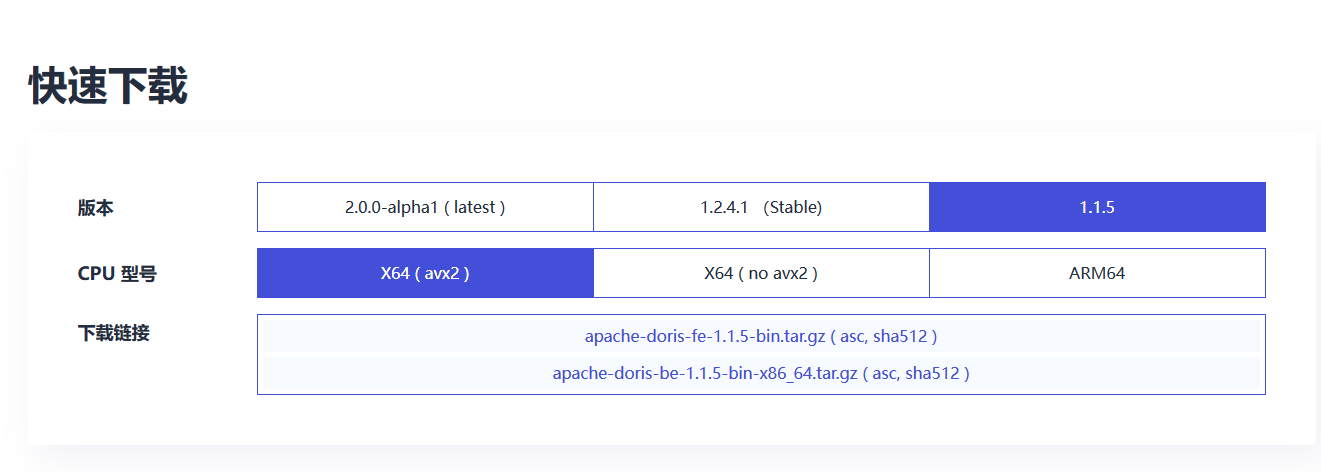 快速下载
版本 2.0.0-alpha1 ( latest ) 1.2.4.1 （Stable) 1.1.5
CPU 型号 X64 ( avx2 ) X64 ( no avx2 ) ARM64
下载链接 apache-doris-fe-1.1.5-bin.tar.gz ( asc, sha512 )
apache-doris-be-1.1.5-bin-x86_64.tar.gz ( asc, sha512 )